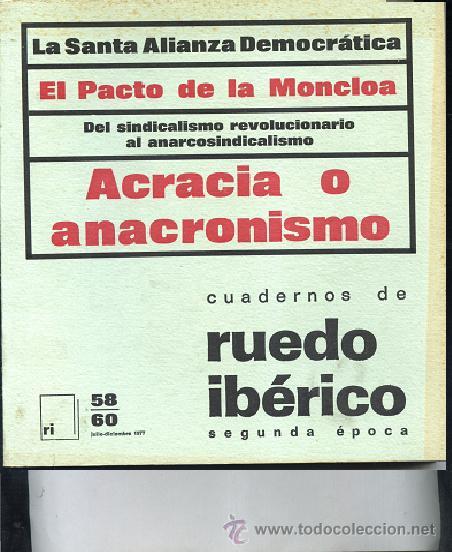 La Santa Alianza Democrática
El Pacto de la Moncloa
Del sindicalismo revolucionario
al anarcosindicalismo
Acracia o
anacronismo
cuadernos de
ruedo
ibérico
segunda época
ri
58
60
julio-diciembre 1977
www.todocoleccion.net